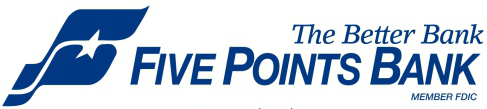 The Better Bank
FIVE POINTS BANK
MEMBER FDIC